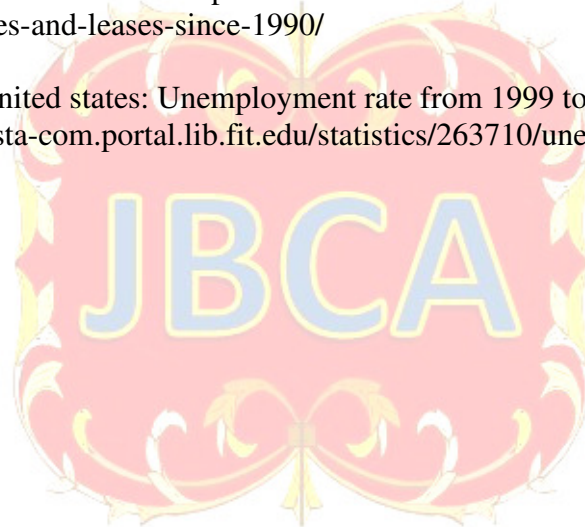 es-and-leases-since-1990/
nited states: Unemployment rate from 1999 to
sta-com.portal.lib.fit.edu/statistics/263710/une
JBCA